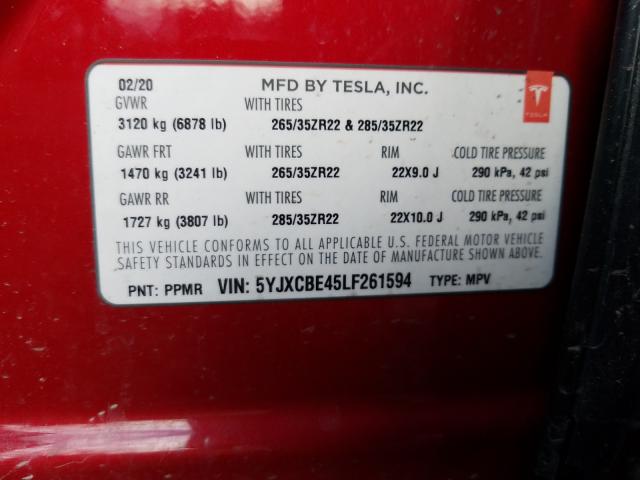 02/20 MFD BY TESLA, INC.
GVWR WITH TIRES
3120 kg (6878 lb) 265/35ZR22 & 285/35ZR22
TESLA
GAWR FRT WITH TIRES RIM COLD TIRE PRESSURE
1470 kg (3241 lb) 265/35ZR22 22X9.0 J 290 kPa, 42 psi
GAWR RR WITH TIRES RIM COLD TIRE PRESSURE
1727 kg (3807 lb) 285/35ZR22 22X10.0 J 290 kPa, 42 psi
THIS VEHICLE CONFORMS TO ALL APPLICABLE U.S. FEDERAL MOTOR VEHICLE
SAFETY STANDARDS IN EFFECT ON THE DATE OF MANUFACTURE SHOWN ABOVE.
PNT: PPMR VIN: 5YJXCBE45LF261594 TYPE: MPV